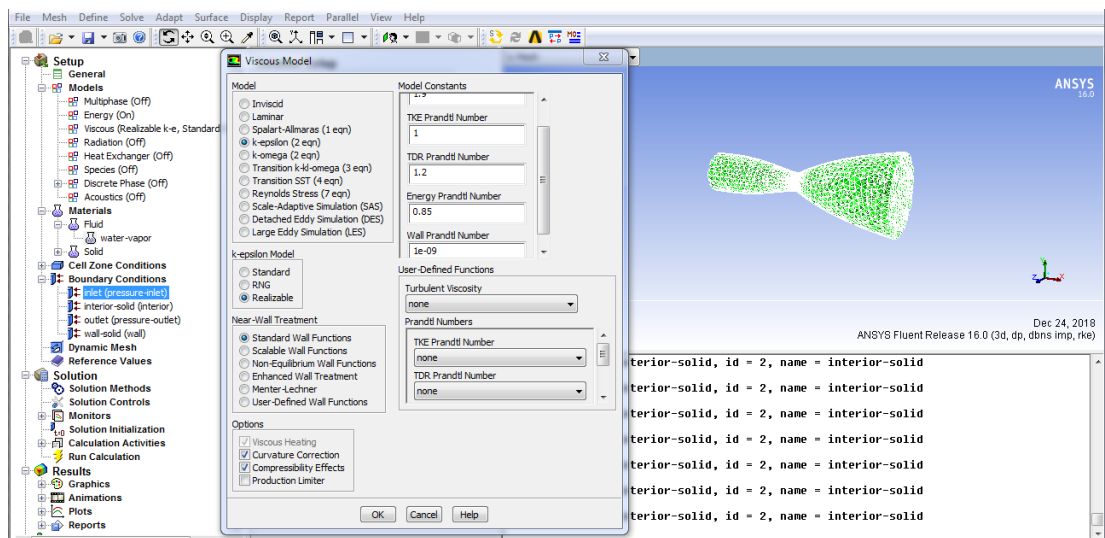 File Mesh Define Solve Adapt Surface Display Report Parallel View Help
Setup
General
Models
Multiphase (Off)
Energy (On)
Viscous (Realizable k-e, Standard
Radiation (Off)
Heat Exchanger (Off)
Species (Off)
Discrete Phase (Off)
Acoustics (Off)
Materials
Fluid
water-vapor
Solid
Cell Zone Conditions
Boundary Conditions
inlet (pressure-inlet)
interior-solid (interior)
outlet (pressure-outlet)
wall-solid (wall)
Dynamic Mesh
Reference Values
Solution
Solution Methods
Solution Controls
Monitors
Solution Initialization
Calculation Activities
Run Calculation
Results
Graphics
Animations
Plots
Reports
Viscous Model
Model
Inviscid
Laminar
Spalart-Allmaras (1 eqn)
k-epsilon (2 eqn)
k-omega (2 eqn)
Transition k-kl-omega (3 eqn)
Transition SST (4 eqn)
Reynolds Stress (7 eqn)
Scale-Adaptive Simulation (SAS)
Detached Eddy Simulation (DES)
Large Eddy Simulation (LES)
k-epsilon Model
Standard
RNG
Realizable
Near-Wall Treatment
Standard Wall Functions
Scalable Wall Functions
Non-Equilibrium Wall Functions
Enhanced Wall Treatment
Menter-Lechner
User-Defined Wall Functions
Options
Viscous Heating
Curvature Correction
Compressibility Effects
Production Limiter
Model Constants
1.9
TKE Prandtl Number
1
TDR Prandtl Number
1.2
Energy Prandtl Number
0.85
Wall Prandtl Number
1e-09
User-Defined Functions
Turbulent Viscosity
none
Prandtl Numbers
TKE Prandtl Number
none
TDR Prandtl Number
none
OK Cancel Help
ANSYS
16.0
Y
Z X
Dec 24, 2018
ANSYS Fluent Release 16.0 (3d, dp, dbns imp, rke)
terior-solid, id = 2, name = interior-solid
terior-solid, id = 2, name = interior-solid
terior-solid, id = 2, name = interior-solid
terior-solid, id = 2, name = interior-solid
terior-solid, id = 2, name = interior-solid
terior-solid, id = 2, name = interior-solid
terior-solid, id = 2, name = interior-solid